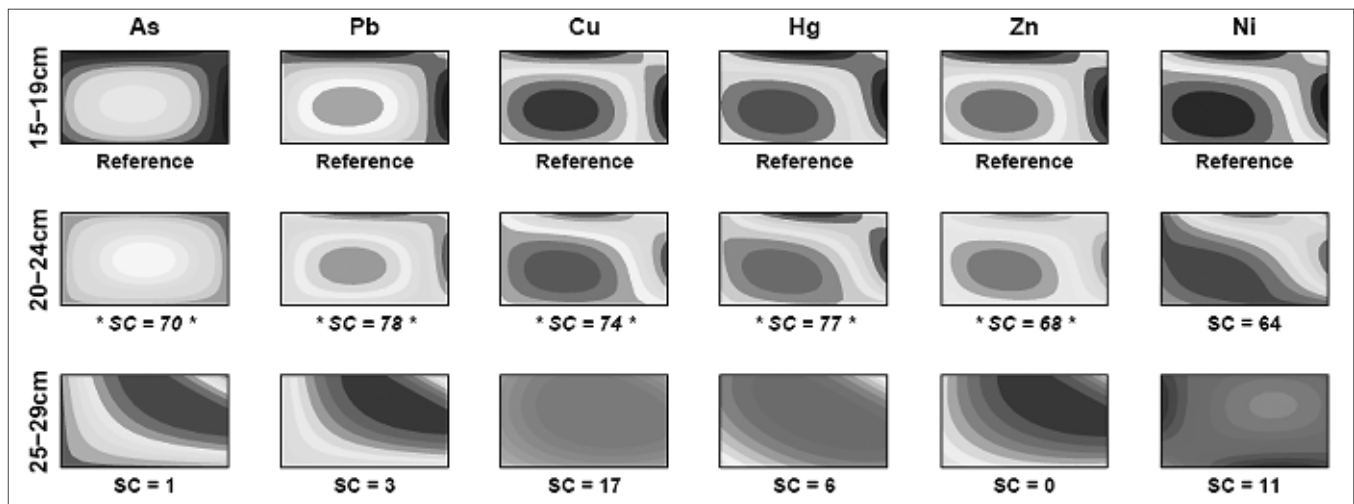 As Pb Cu Hg Zn Ni
15–19cm
Reference Reference Reference Reference Reference Reference
20–24cm
* SC = 70 * * SC = 78 * * SC = 74 * * SC = 77 * * SC = 68 * SC = 64
25–29cm
SC = 1 SC = 3 SC = 17 SC = 6 SC = 0 SC = 11